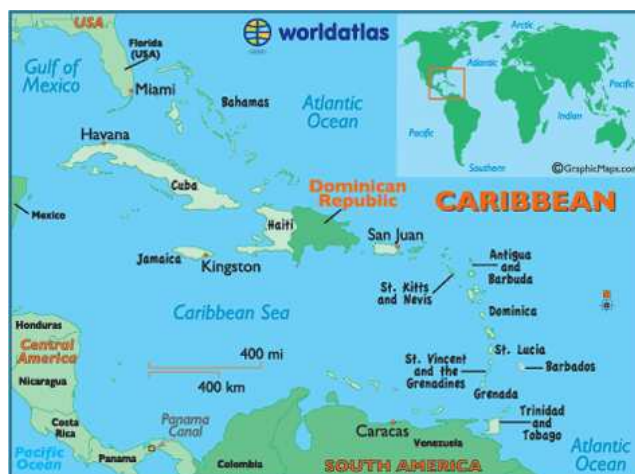 USA
worldatlas
Florida
(USA)
Gulf of
Mexico
Miami
Bahamas
Atlantic
Ocean
Arctic
Atlantic
Pacific
Indian
Pacific
Southern
©GraphicMaps.com
Havana
Cuba
Mexico
Dominican
Republic
CARIBBEAN
Haiti
San Juan
Jamaica
Kingston
Antigua
and
Barbuda
St. Kitts
and Nevis
Caribbean Sea
Dominica
Honduras
Central
America
Nicaragua
400 mi
400 km
St. Lucia
St. Vincent
and the
Grenadines
Barbados
Grenada
Costa
Rica
Panama
Canal
Trinidad
and
Tobago
Caracas
Pacific
Ocean
Panama
Colombia
Venezuela
SOUTH AMERICA
Atlantic
Ocean